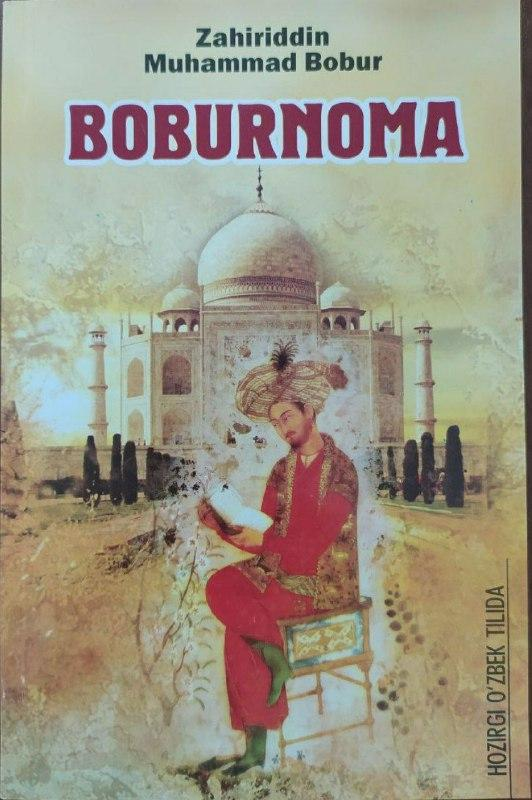 Zahiriddin
Muhammad Bobur
BOBURNOMA
HOZIRGI O'ZBEK TILIDA